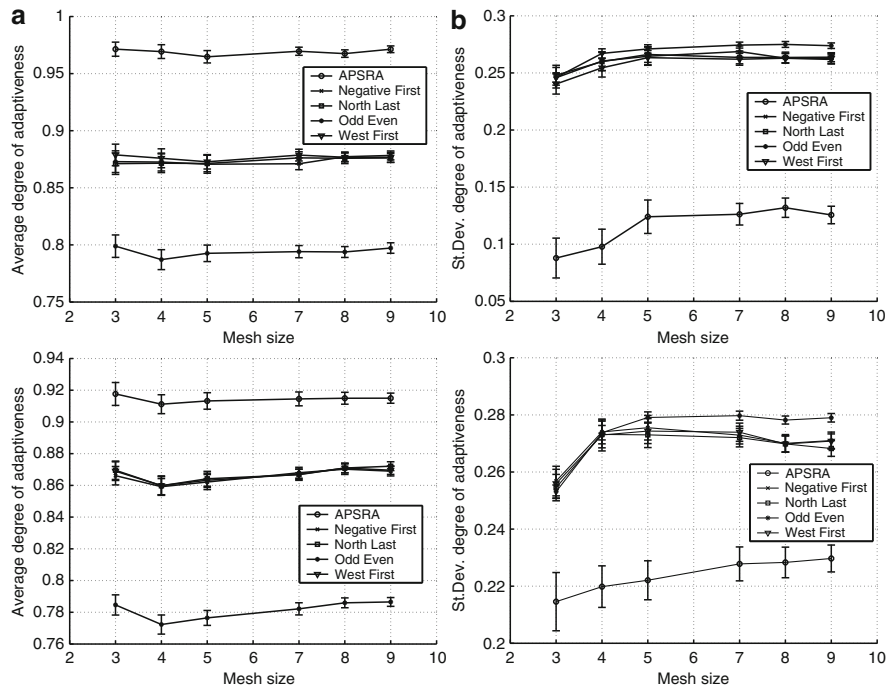 a
Average degree of adaptiveness
1
0.95
0.9
0.85
0.8
0.75
2
3
4
5
6
7
8
9
10
Mesh size
APSRA
Negative First
North Last
Odd Even
West First
b
St.Dev. degree of adaptiveness
0.3
0.25
0.2
0.15
0.1
0.05
2
3
4
5
6
7
8
9
10
Mesh size
APSRA
Negative First
North Last
Odd Even
West First
Average degree of adaptiveness
0.94
0.92
0.9
0.88
0.86
0.84
0.82
0.8
0.78
0.76
2
3
4
5
6
7
8
9
10
Mesh size
APSRA
Negative First
North Last
Odd Even
West First
St.Dev. degree of adaptiveness
0.3
0.28
0.26
0.24
0.22
0.2
2
3
4
5
6
7
8
9
10
Mesh size
APSRA
Negative First
North Last
Odd Even
West First